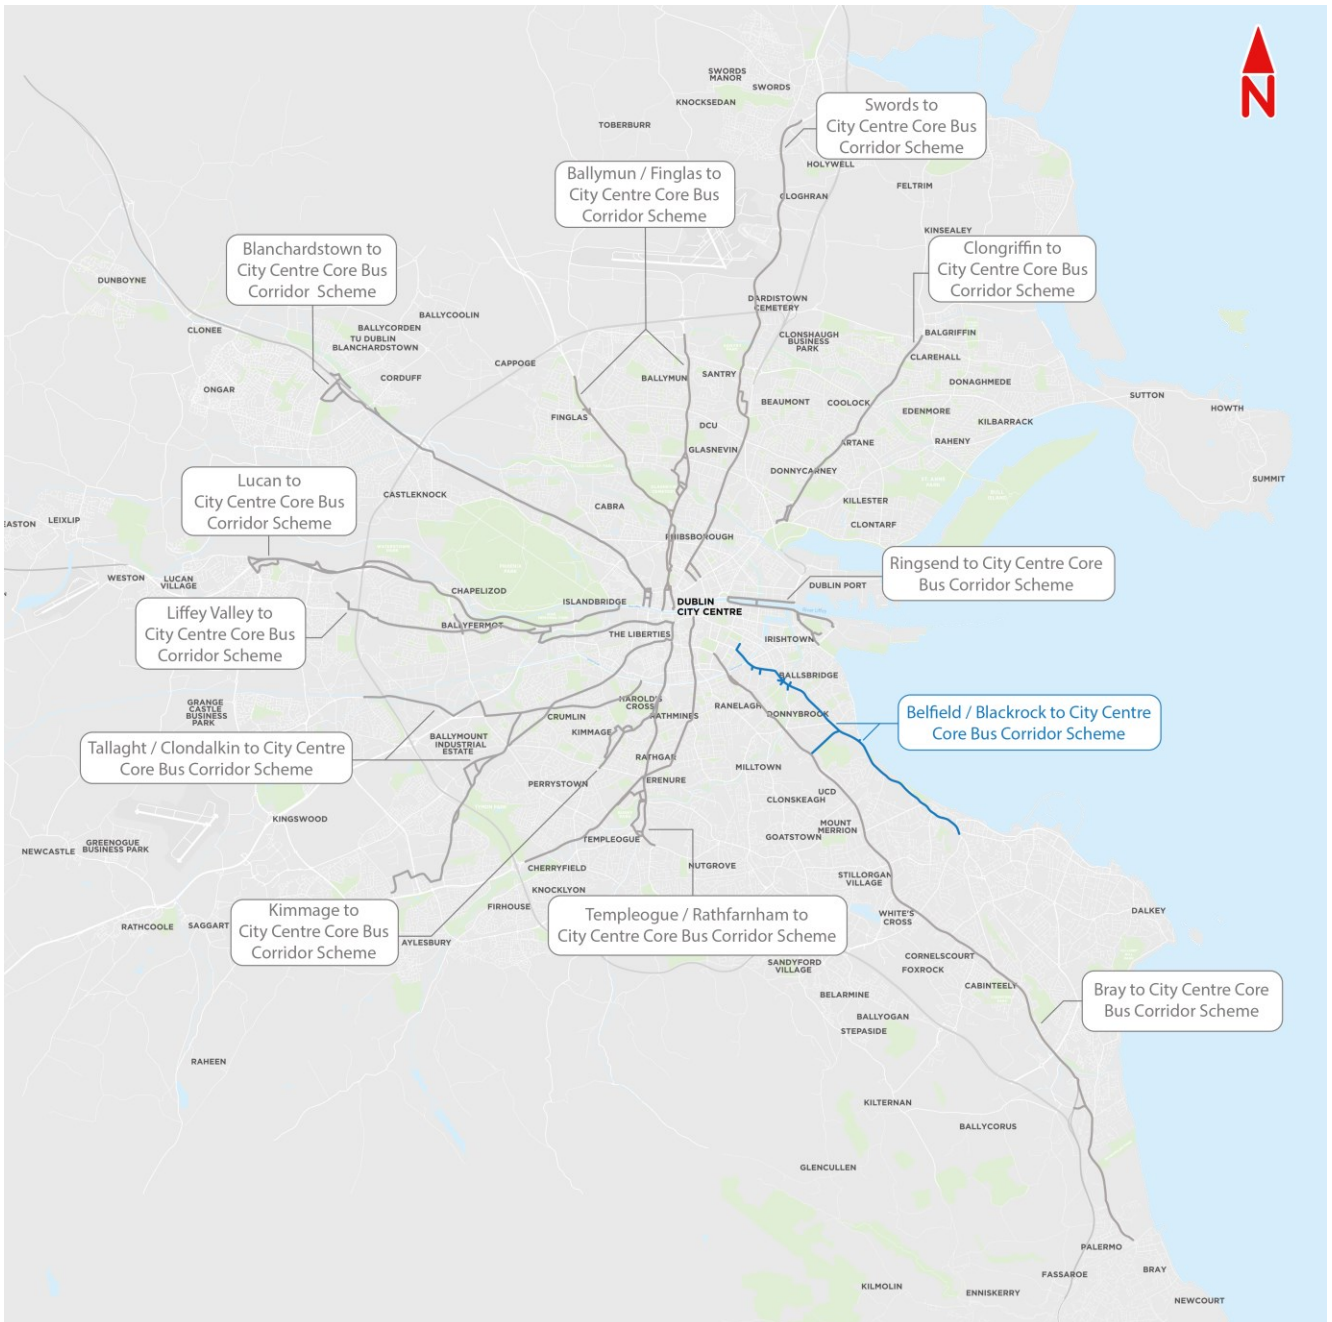 N
SWORDS
MANOR
SWORDS
KNOCKSEDAN
TOBERBURR
Swords to
City Centre Core Bus
Corridor Scheme
HOLYWELL
FELTRIM
CLOGHRAN
KINSEALEY
Ballymun / Finglas to
City Centre Core Bus
Corridor Scheme
Blanchardstown to
City Centre Core Bus
Corridor Scheme
Clongriffin to
City Centre Core Bus
Corridor Scheme
DUNBOYNE
DARDISTOWN
CEMETERY
CLONEE
BALLYCOOLIN
BALLYCORDEN
TU DUBLIN
BLANCHARDSTOWN
CLONSHAUGH
BUSINESS
PARK
BALGRIFFIN
CLAREHALL
CAPPOGE
CORDUFF
ONGAR
BALLYMUN
SANTRY
DONAGHMEDE
SUTTON
HOWTH
BEAUMONT
COOLOCK
EDENMORE
KILBARRACK
FINGLAS
DCU
GLASNEVIN
ARTANE
RAHENY
DONNYCARNEY
SUMMIT
Lucan to
City Centre Core Bus
Corridor Scheme
CASTLEKNOCK
CABRA
KILLESTER
CLONTARF
EASTON
LEIXLIP
PHIBSBOROUGH
Ringsend to City Centre Core
Bus Corridor Scheme
WESTON
LUCAN
VILLAGE
CHAPELIZOD
ISLANDBRIDGE
DUBLIN
CITY CENTRE
DUBLIN PORT
Liffey Valley to
City Centre Core Bus
Corridor Scheme
BALLYFERMOT
THE LIBERTIES
IRISHTOWN
BALLSBRIDGE
GRANGE
CASTLE
BUSINESS
PARK
HAROLD'S
CROSS
RANELAGH
DONNYBROOK
CRUMLIN
RATHMINES
KIMMAGE
Belfield / Blackrock to City Centre
Core Bus Corridor Scheme
Tallaght / Clondalkin to City Centre
Core Bus Corridor Scheme
BALLYMOUNT
INDUSTRIAL
ESTATE
RATHGAR
MILLTOWN
PERRYSTOWN
TERENURE
UCD
CLONSKEAGH
KINGSWOOD
MOUNT
MERRION
GOATSTOWN
NEWCASTLE
GREENOGUE
BUSINESS PARK
TEMPLEOGUE
CHERRYFIELD
NUTGROVE
STILLORGAN
VILLAGE
KNOCKLYON
FIRHOUSE
DALKEY
WHITE'S
CROSS
RATHCOOLE
SAGGART
Kimmage to
City Centre Core Bus
Corridor Scheme
AYLESBURY
Templeogue / Rathfarnham to
City Centre Core Bus Corridor Scheme
SANDYFORD
VILLAGE
CORNELSCOURT
FOXROCK
CABINTEELY
Bray to City Centre Core
Bus Corridor Scheme
BELARMINE
BALLYOGAN
STEPASIDE
RAHEEN
KILTERNAN
BALLYCORUS
GLENCULLEN
PALERMO
FASSAROE
BRAY
KILMOLIN
ENNISKERRY
NEWCOURT